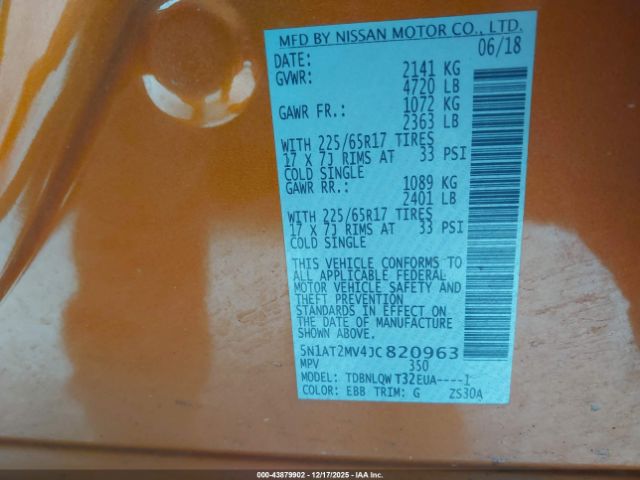 MFD BY NISSAN MOTOR CO., LTD.
DATE: 06/18
GVWR: 2141 KG
4720 LB
GAWR FR.: 1072 KG
2363 LB
WITH 225/65R17 TIRES
17 X 7J RIMS AT 33 PSI
COLD SINGLE
GAWR RR.: 1089 KG
2401 LB
WITH 225/65R17 TIRES
17 X 7J RIMS AT 33 PSI
COLD SINGLE
THIS VEHICLE CONFORMS TO
ALL APPLICABLE FEDERAL
MOTOR VEHICLE SAFETY AND
THEFT PREVENTION
STANDARDS IN EFFECT ON
THE DATE OF MANUFACTURE
SHOWN ABOVE.
5N1AT2MV4JC820963
MPV 350
MODEL: TDBNLQW T32EUA----1
COLOR: EBB TRIM: G ZS30A
000-43879902 - 12/17/2025 - IAA Inc.